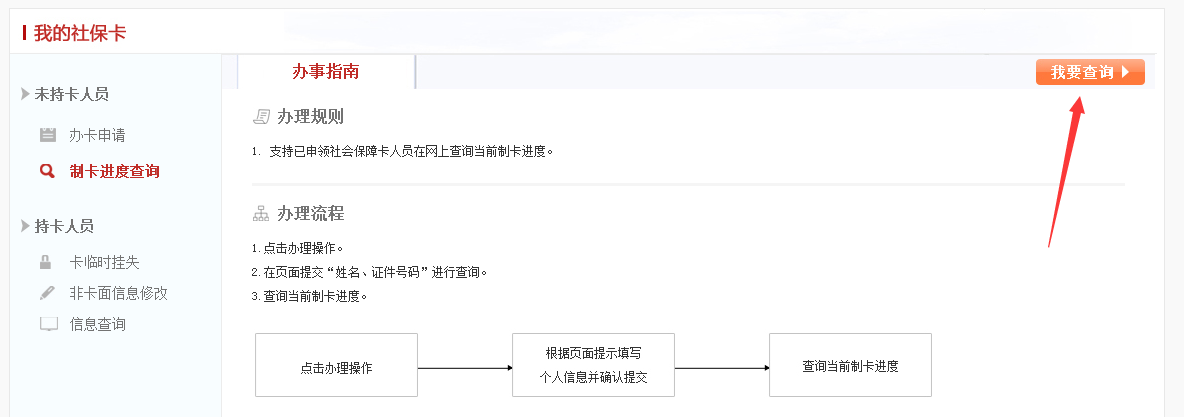 我的社保卡
未持卡人员
办卡申请
制卡进度查询
持卡人员
卡临时挂失
非卡面信息修改
信息查询
办事指南
我要查询
办理规则
1. 支持已申领社会保障卡人员在网上查询当前制卡进度。
办理流程
1.点击办理操作。
2.在页面提交“姓名、证件号码”进行查询。
3.查询当前制卡进度。
点击办理操作
根据页面提示填写
个人信息并确认提交
查询当前制卡进度